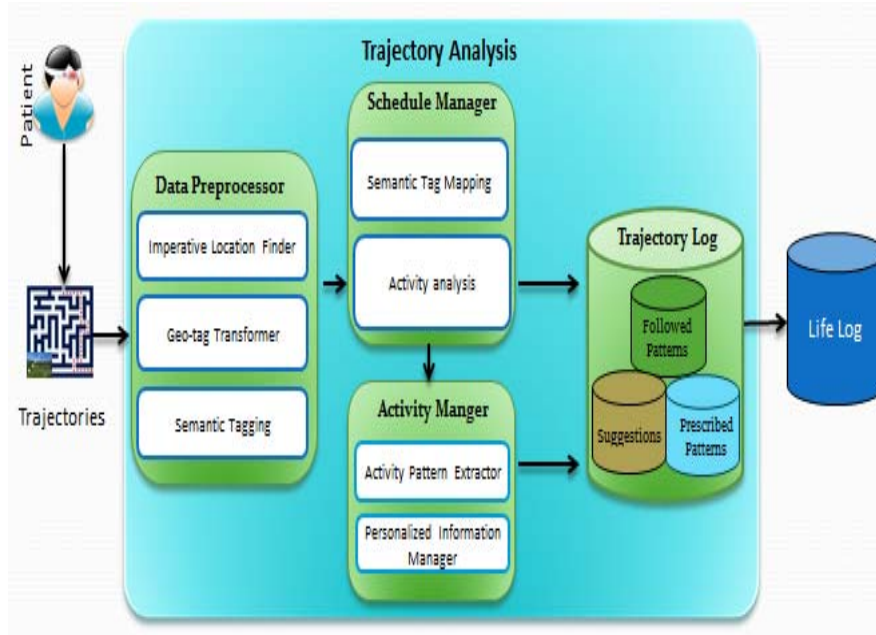 Trajectory Analysis
Patient
Trajectories
Data Preprocessor
Imperative Location Finder
Geo-tag Transformer
Semantic Tagging
Schedule Manager
Semantic Tag Mapping
Activity analysis
Activity Manger
Activity Pattern Extractor
Personalized Information
Manager
Trajectory Log
Followed
Patterns
Suggestions
Prescribed
Patterns
Life Log